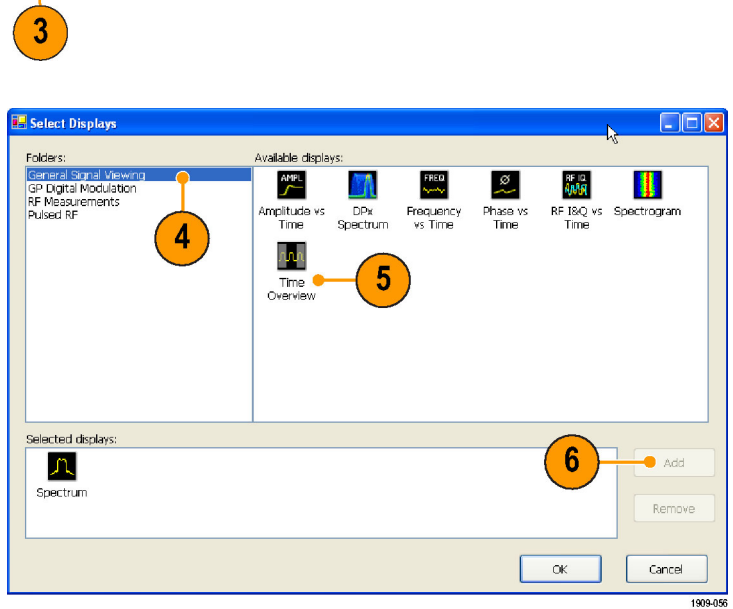 3
Select Displays
Folders:
General Signal Viewing
GP Digital Modulation
RF Measurements
Pulsed RF
4
Available displays:
AMPL
Amplitude vs
Time
DPx
Spectrum
FREQ
Frequency
vs Time
Ø
Phase vs
Time
RF IQ
RF I&Q vs
Time
Spectrogram
Time
Overview
5
Selected displays:
Spectrum
6
Add
Remove
OK
Cancel
1909-056